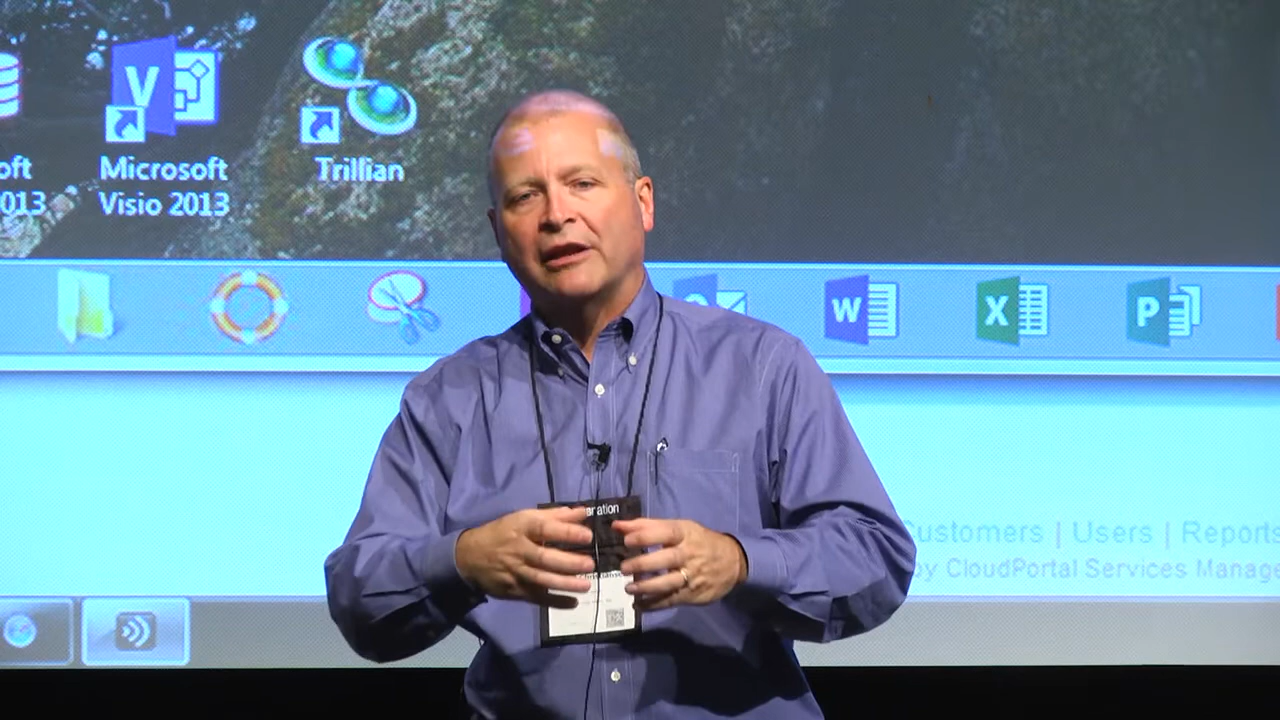 oft
013
Microsoft
Visio 2013
Trillian
V
W
X
P
Customers | Users | Reports
by CloudPortal Services Manage